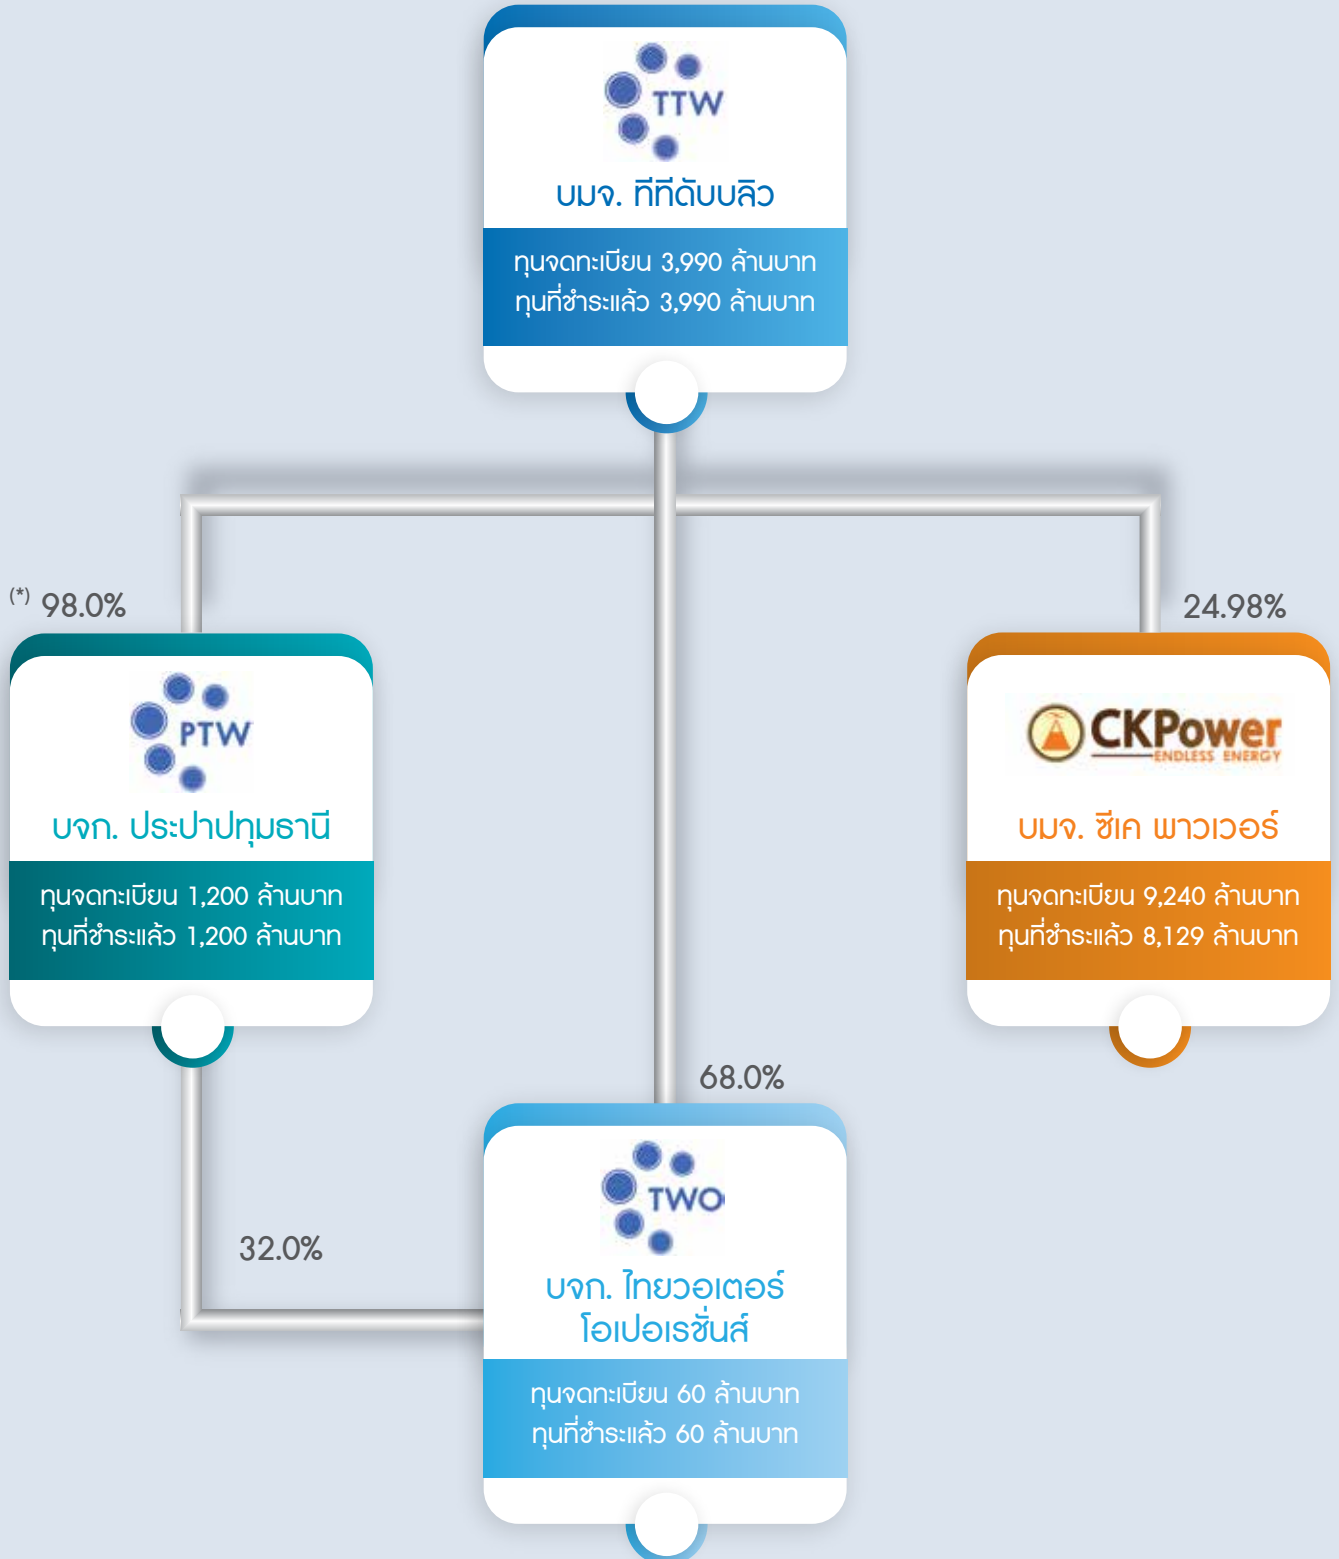 TTW
บมจ. ทีทีดับบลิว
ทุนจดทะเบียน 3,990 ล้านบาท
ทุนที่ชำระแล้ว 3,990 ล้านบาท
(*) 98.0%
24.98%
PTW
บจก. ประปาปทุมธานี
ทุนจดทะเบียน 1,200 ล้านบาท
ทุนที่ชำระแล้ว 1,200 ล้านบาท
CKPower
ENDLESS ENERGY
บมจ. ซีเค พาวเวอร์
ทุนจดทะเบียน 9,240 ล้านบาท
ทุนที่ชำระแล้ว 8,129 ล้านบาท
68.0%
32.0%
TWO
บจก. ไทยวอเตอร์
โอเปอเรชั่นส์
ทุนจดทะเบียน 60 ล้านบาท
ทุนที่ชำระแล้ว 60 ล้านบาท